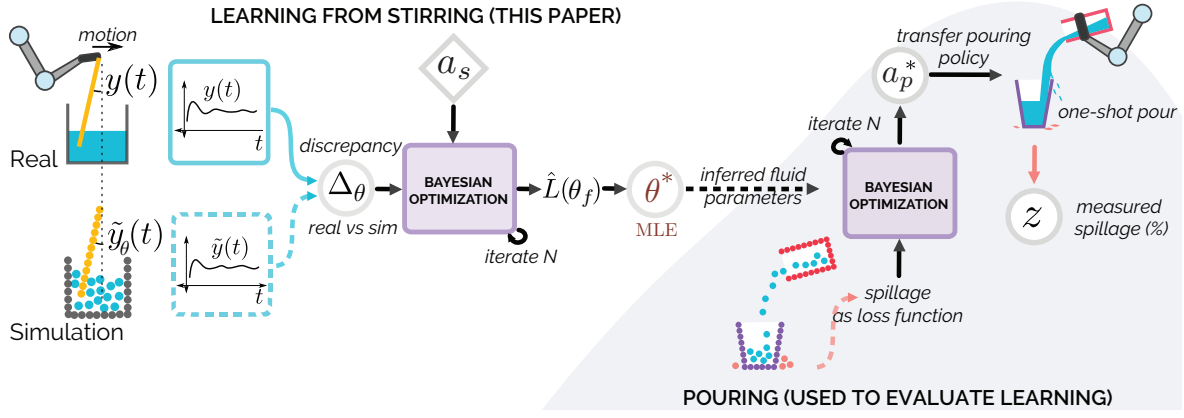 LEARNING FROM STIRRING (THIS PAPER)
motion
y(t)
Real
ỹ_θ(t)
Simulation
y(t)
t
ỹ(t)
t
discrepancy
Δ_θ
real vs sim
a_s
BAYESIAN
OPTIMIZATION
iterate N
L̂(θ_f)
θ*
MLE
inferred fluid
parameters
iterate N
BAYESIAN
OPTIMIZATION
spillage
as loss function
a_p*
transfer pouring
policy
one-shot pour
z
measured
spillage (%)
POURING (USED TO EVALUATE LEARNING)